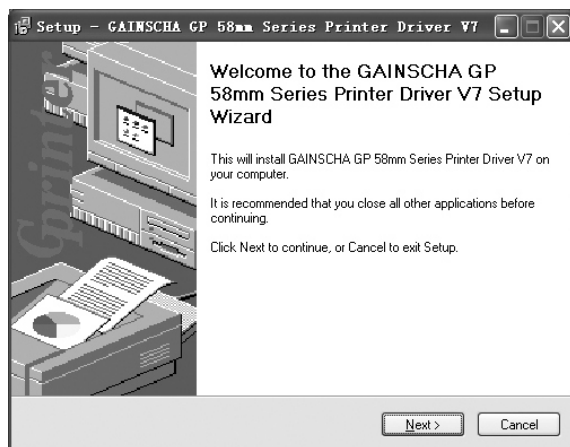 Setup - GAINSCHA GP 58mm Series Printer Driver V7
Welcome to the GAINSCHA GP
58mm Series Printer Driver V7 Setup
Wizard
This will install GAINSCHA GP 58mm Series Printer Driver V7 on
your computer.
It is recommended that you close all other applications before
continuing.
Click Next to continue, or Cancel to exit Setup.
Gprinter
Next >
Cancel